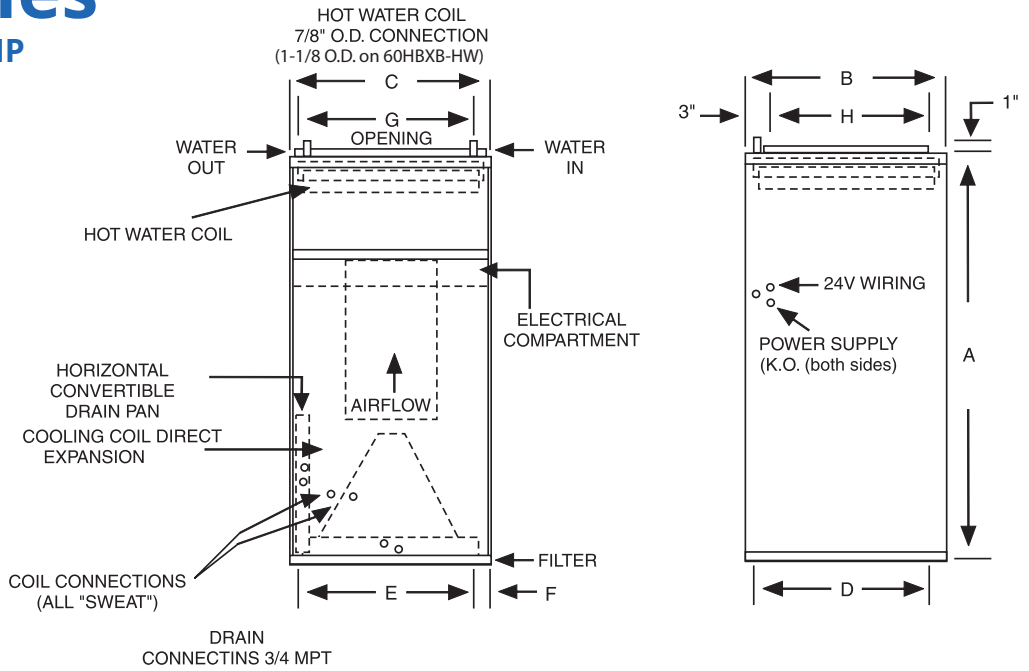 HOT WATER COIL
7/8" O.D. CONNECTION
(1-1/8 O.D. on 60HBXB-HW)
C
G
OPENING
WATER
OUT
WATER
IN
HOT WATER COIL
ELECTRICAL
COMPARTMENT
HORIZONTAL
CONVERTIBLE
DRAIN PAN
AIRFLOW
COOLING COIL DIRECT
EXPANSION
FILTER
COIL CONNECTIONS
(ALL "SWEAT")
E
F
DRAIN
CONNECTINS 3/4 MPT
B
3"
H
1"
24V WIRING
POWER SUPPLY
(K.O. (both sides)
A
D